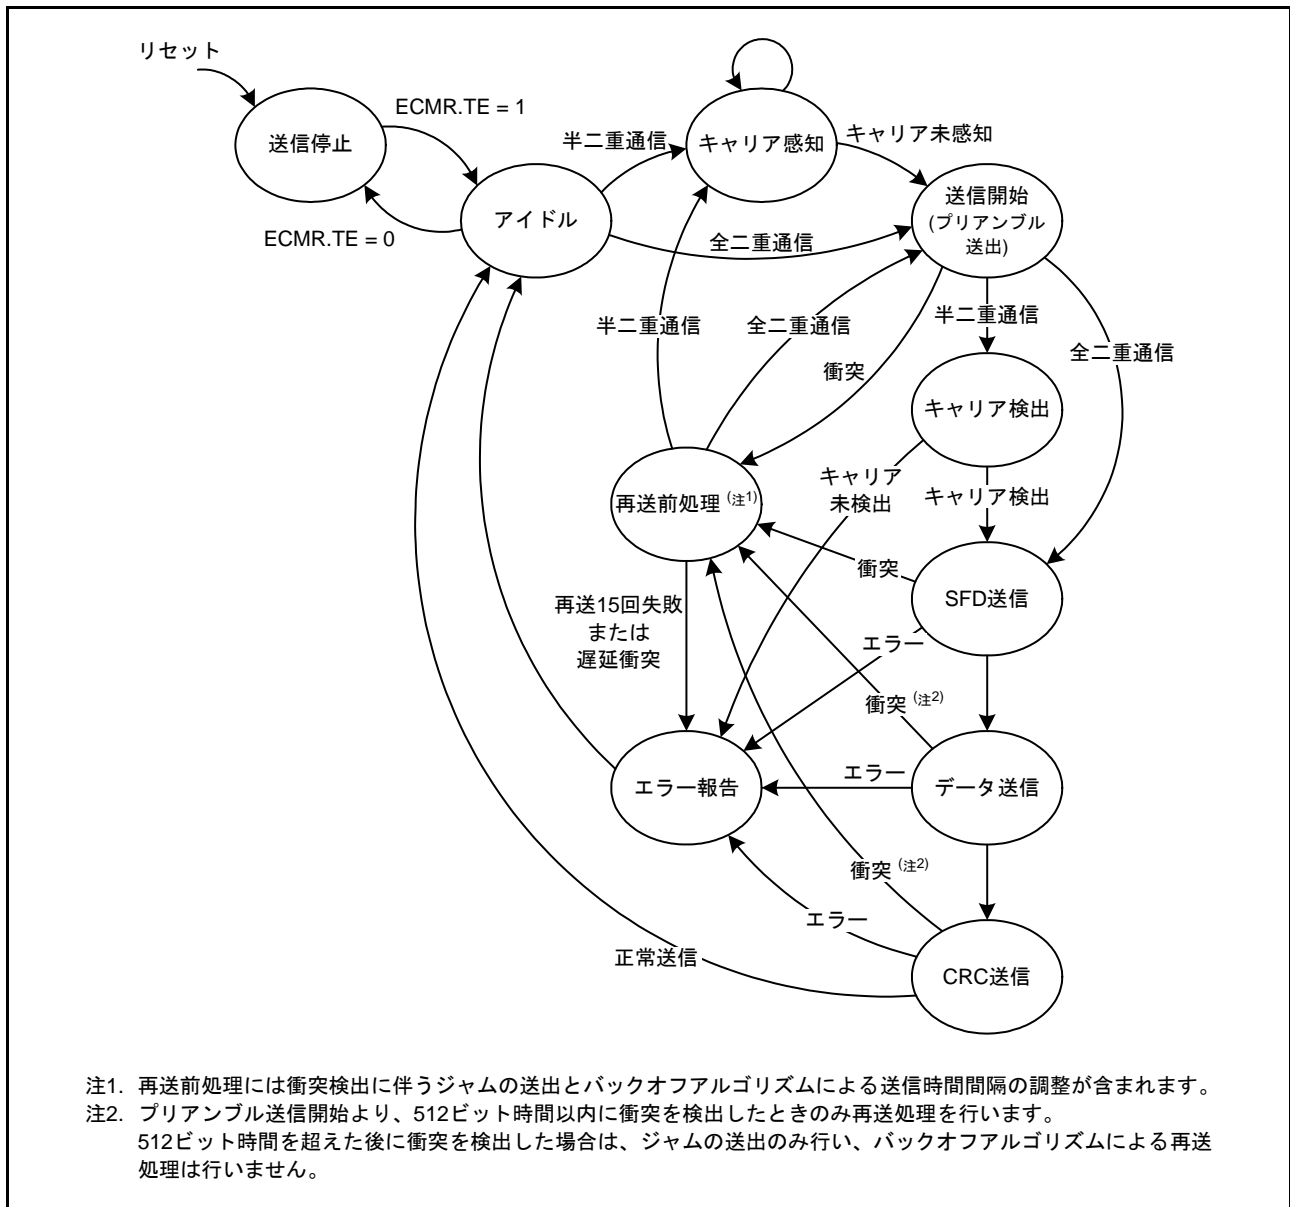 リセット
送信停止
ECMR.TE = 1
ECMR.TE = 0
アイドル
半二重通信
キャリア感知
キャリア未感知
全二重通信
送信開始
(プリアンブル
送出)
半二重通信
全二重通信
衝突
半二重通信
全二重通信
キャリア検出
キャリア
未検出
キャリア検出
再送前処理 (注1)
衝突
SFD送信
再送15回失敗
または
遅延衝突
エラー
衝突 (注2)
エラー報告
エラー
データ送信
衝突 (注2)
エラー
正常送信
CRC送信
注1. 再送前処理には衝突検出に伴うジャムの送出とバックオフアルゴリズムによる送信時間間隔の調整が含まれます。
注2. プリアンブル送信開始より、512ビット時間以内に衝突を検出したときのみ再送処理を行います。
512ビット時間を超えた後に衝突を検出した場合は、ジャムの送出のみ行い、バックオフアルゴリズムによる再送
処理は行いません。